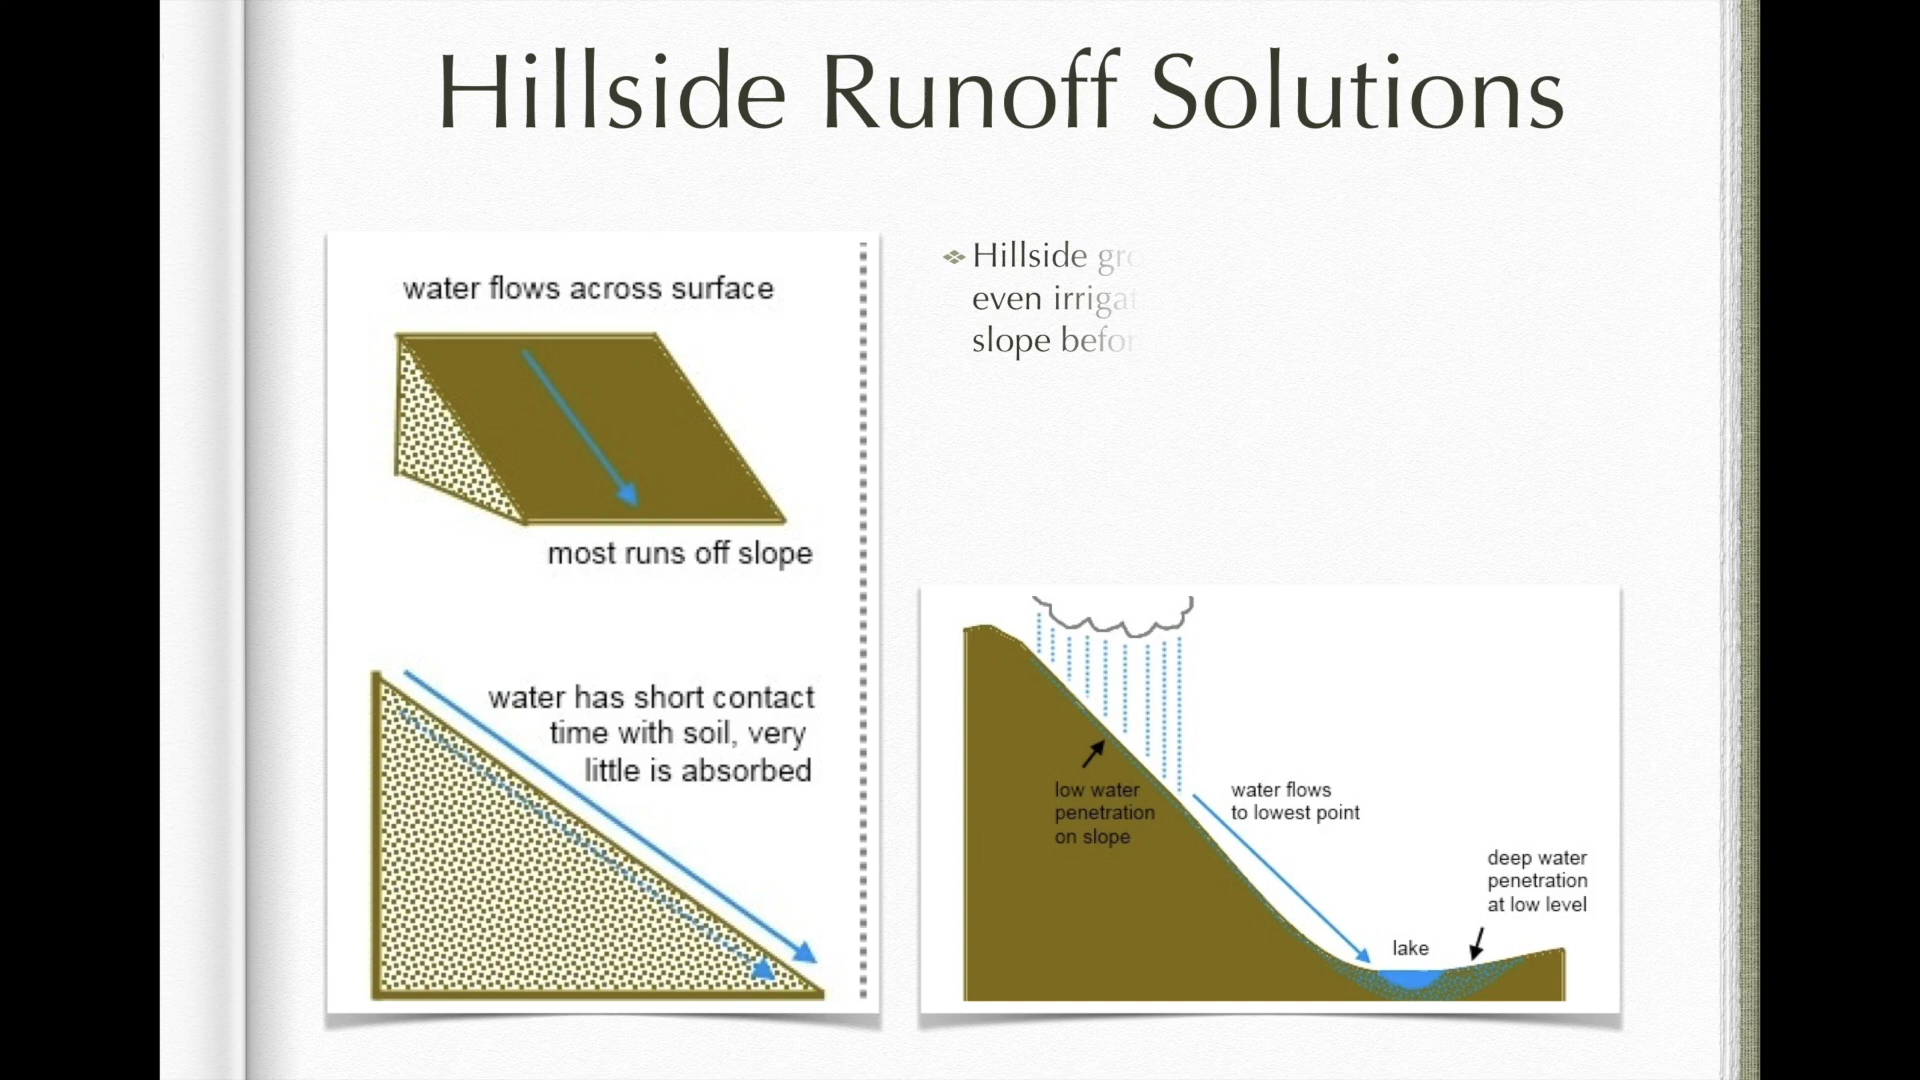 Hillside Runoff Solutions
water flows across surface
most runs off slope
water has short contact
time with soil, very
little is absorbed
Hillside
even
slope
low water
penetration
on slope
water flows
to lowest point
deep water
penetration
at low level
lake